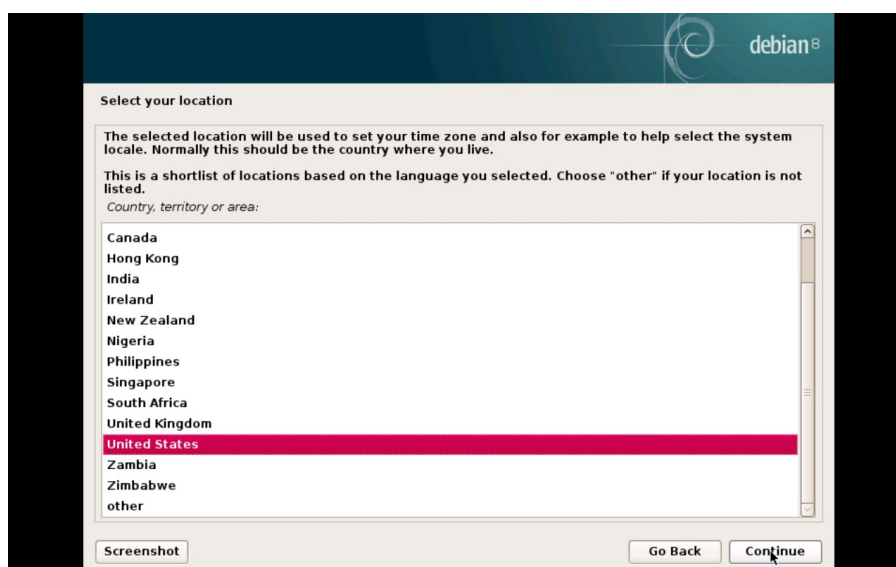 debian 8
Select your location
The selected location will be used to set your time zone and also for example to help select the system
locale. Normally this should be the country where you live.
This is a shortlist of locations based on the language you selected. Choose "other" if your location is not
listed.
Country, territory or area:
Canada
Hong Kong
India
Ireland
New Zealand
Nigeria
Philippines
Singapore
South Africa
United Kingdom
United States
Zambia
Zimbabwe
other
Screenshot
Go Back
Continue